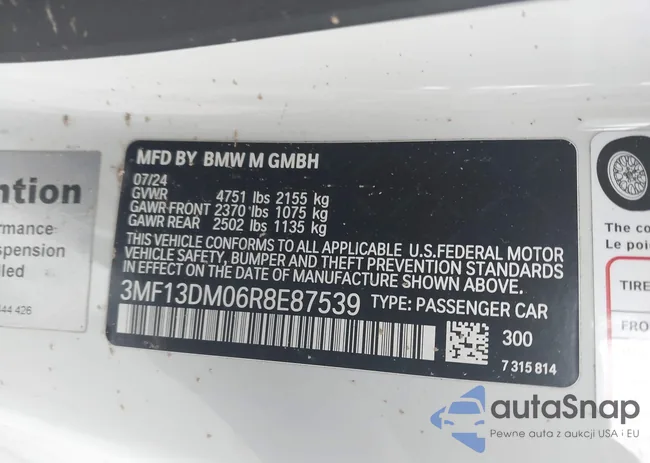 MFD BY BMW M GMBH
07/24
GVWR 4751 lbs 2155 kg
GAWR FRONT 2370 lbs 1075 kg
GAWR REAR 2502 lbs 1135 kg
THIS VEHICLE CONFORMS TO ALL APPLICABLE U.S.FEDERAL MOTOR
VEHICLE SAFETY, BUMPER AND THEFT PREVENTION STANDARDS
IN EFFECT ON THE DATE OF MANUFACTURE SHOWN ABOVE.
3MF13DM06R8E87539 TYPE: PASSENGER CAR
300
7 315 814
ntion
rmance
spension
lled
444 426
The co
Le poi
TIRE
FRO
autaSnap
Pewne auta z aukcji USA i EU